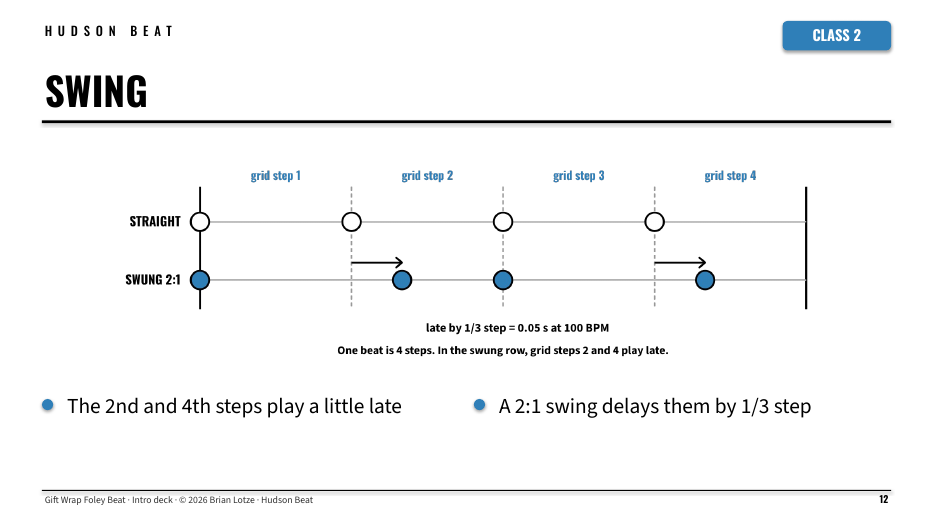 HUDSON BEAT
CLASS 2
SWING
grid step 1
grid step 2
grid step 3
grid step 4
STRAIGHT
SWUNG 2:1
late by 1/3 step = 0.05 s at 100 BPM
One beat is 4 steps. In the swung row, grid steps 2 and 4 play late.
The 2nd and 4th steps play a little late
A 2:1 swing delays them by 1/3 step
Gift Wrap Foley Beat · Intro deck · © 2026 Brian Lotze · Hudson Beat
12